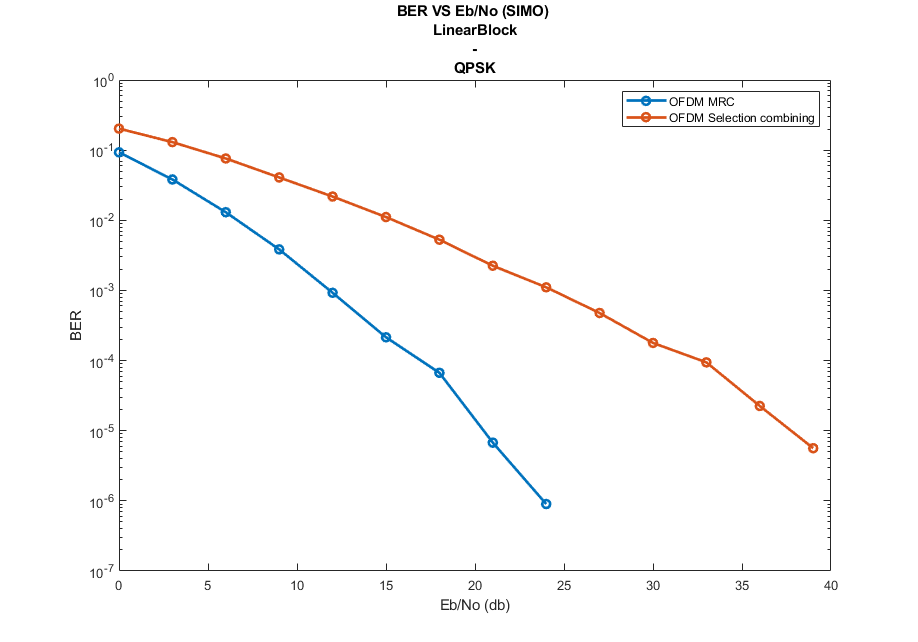 BER VS Eb/No (SIMO)
LinearBlock
-
QPSK
OFDM MRC
OFDM Selection combining
10^0
10^-1
10^-2
10^-3
10^-4
10^-5
10^-6
10^-7
BER
0 5 10 15 20 25 30 35 40
Eb/No (db)